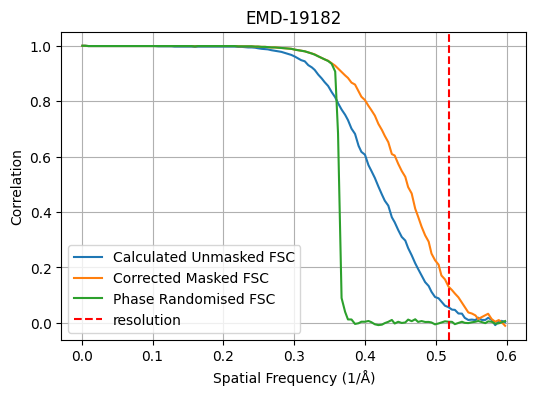 EMD-19182
1.0
0.8
0.6
0.4
0.2
0.0
Correlation
Calculated Unmasked FSC
Corrected Masked FSC
Phase Randomised FSC
resolution
0.0 0.1 0.2 0.3 0.4 0.5 0.6
Spatial Frequency (1/Å)